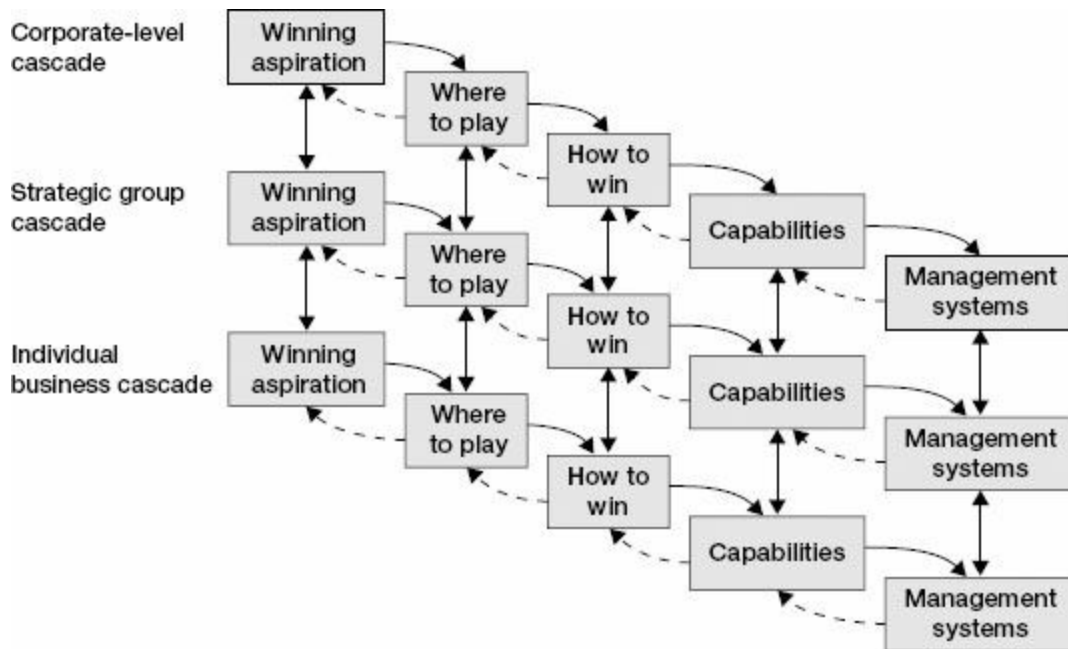 Corporate-level
cascade
Winning
aspiration
Where
to play
How to
win
Capabilities
Management
systems
Strategic group
cascade
Winning
aspiration
Where
to play
How to
win
Capabilities
Management
systems
Individual
business cascade
Winning
aspiration
Where
to play
How to
win
Capabilities
Management
systems